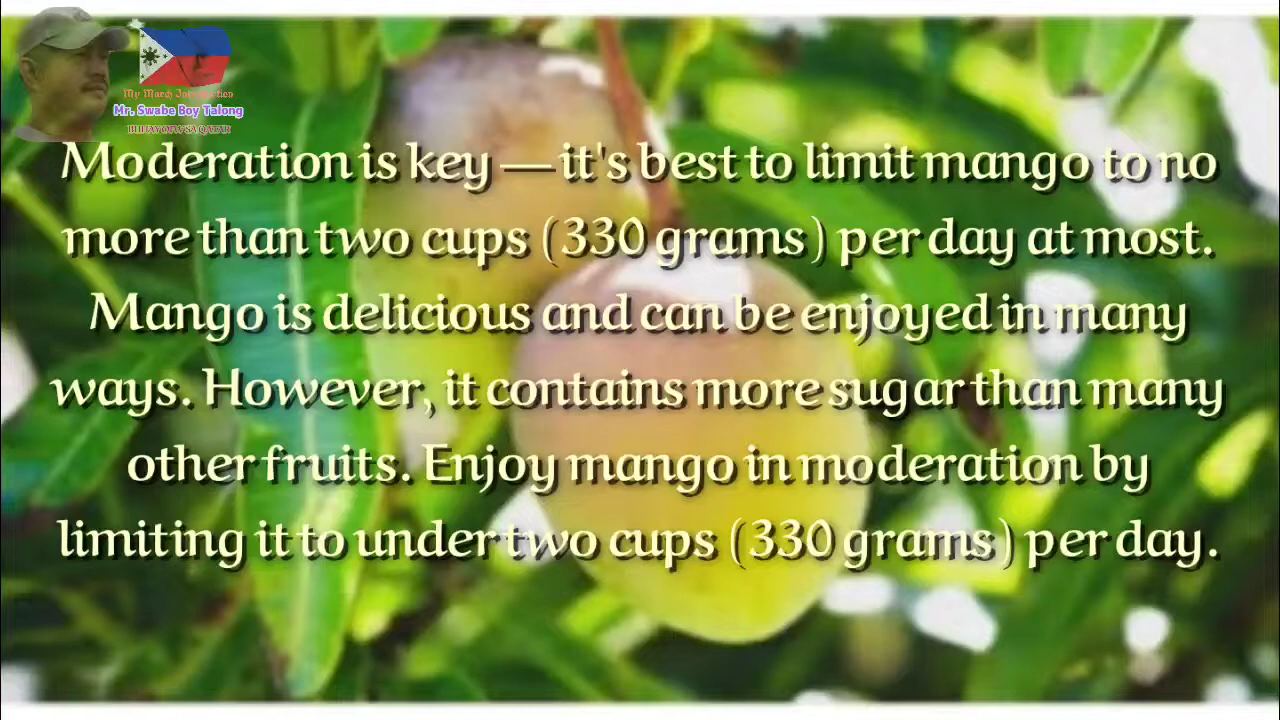 My March Introduction
Mr. Swabe Boy Talong
Moderation is key — it's best to limit mango to no
more than two cups (330 grams) per day at most.
Mango is delicious and can be enjoyed in many
ways. However, it contains more sugar than many
other fruits. Enjoy mango in moderation by
limiting it to under two cups (330 grams) per day.